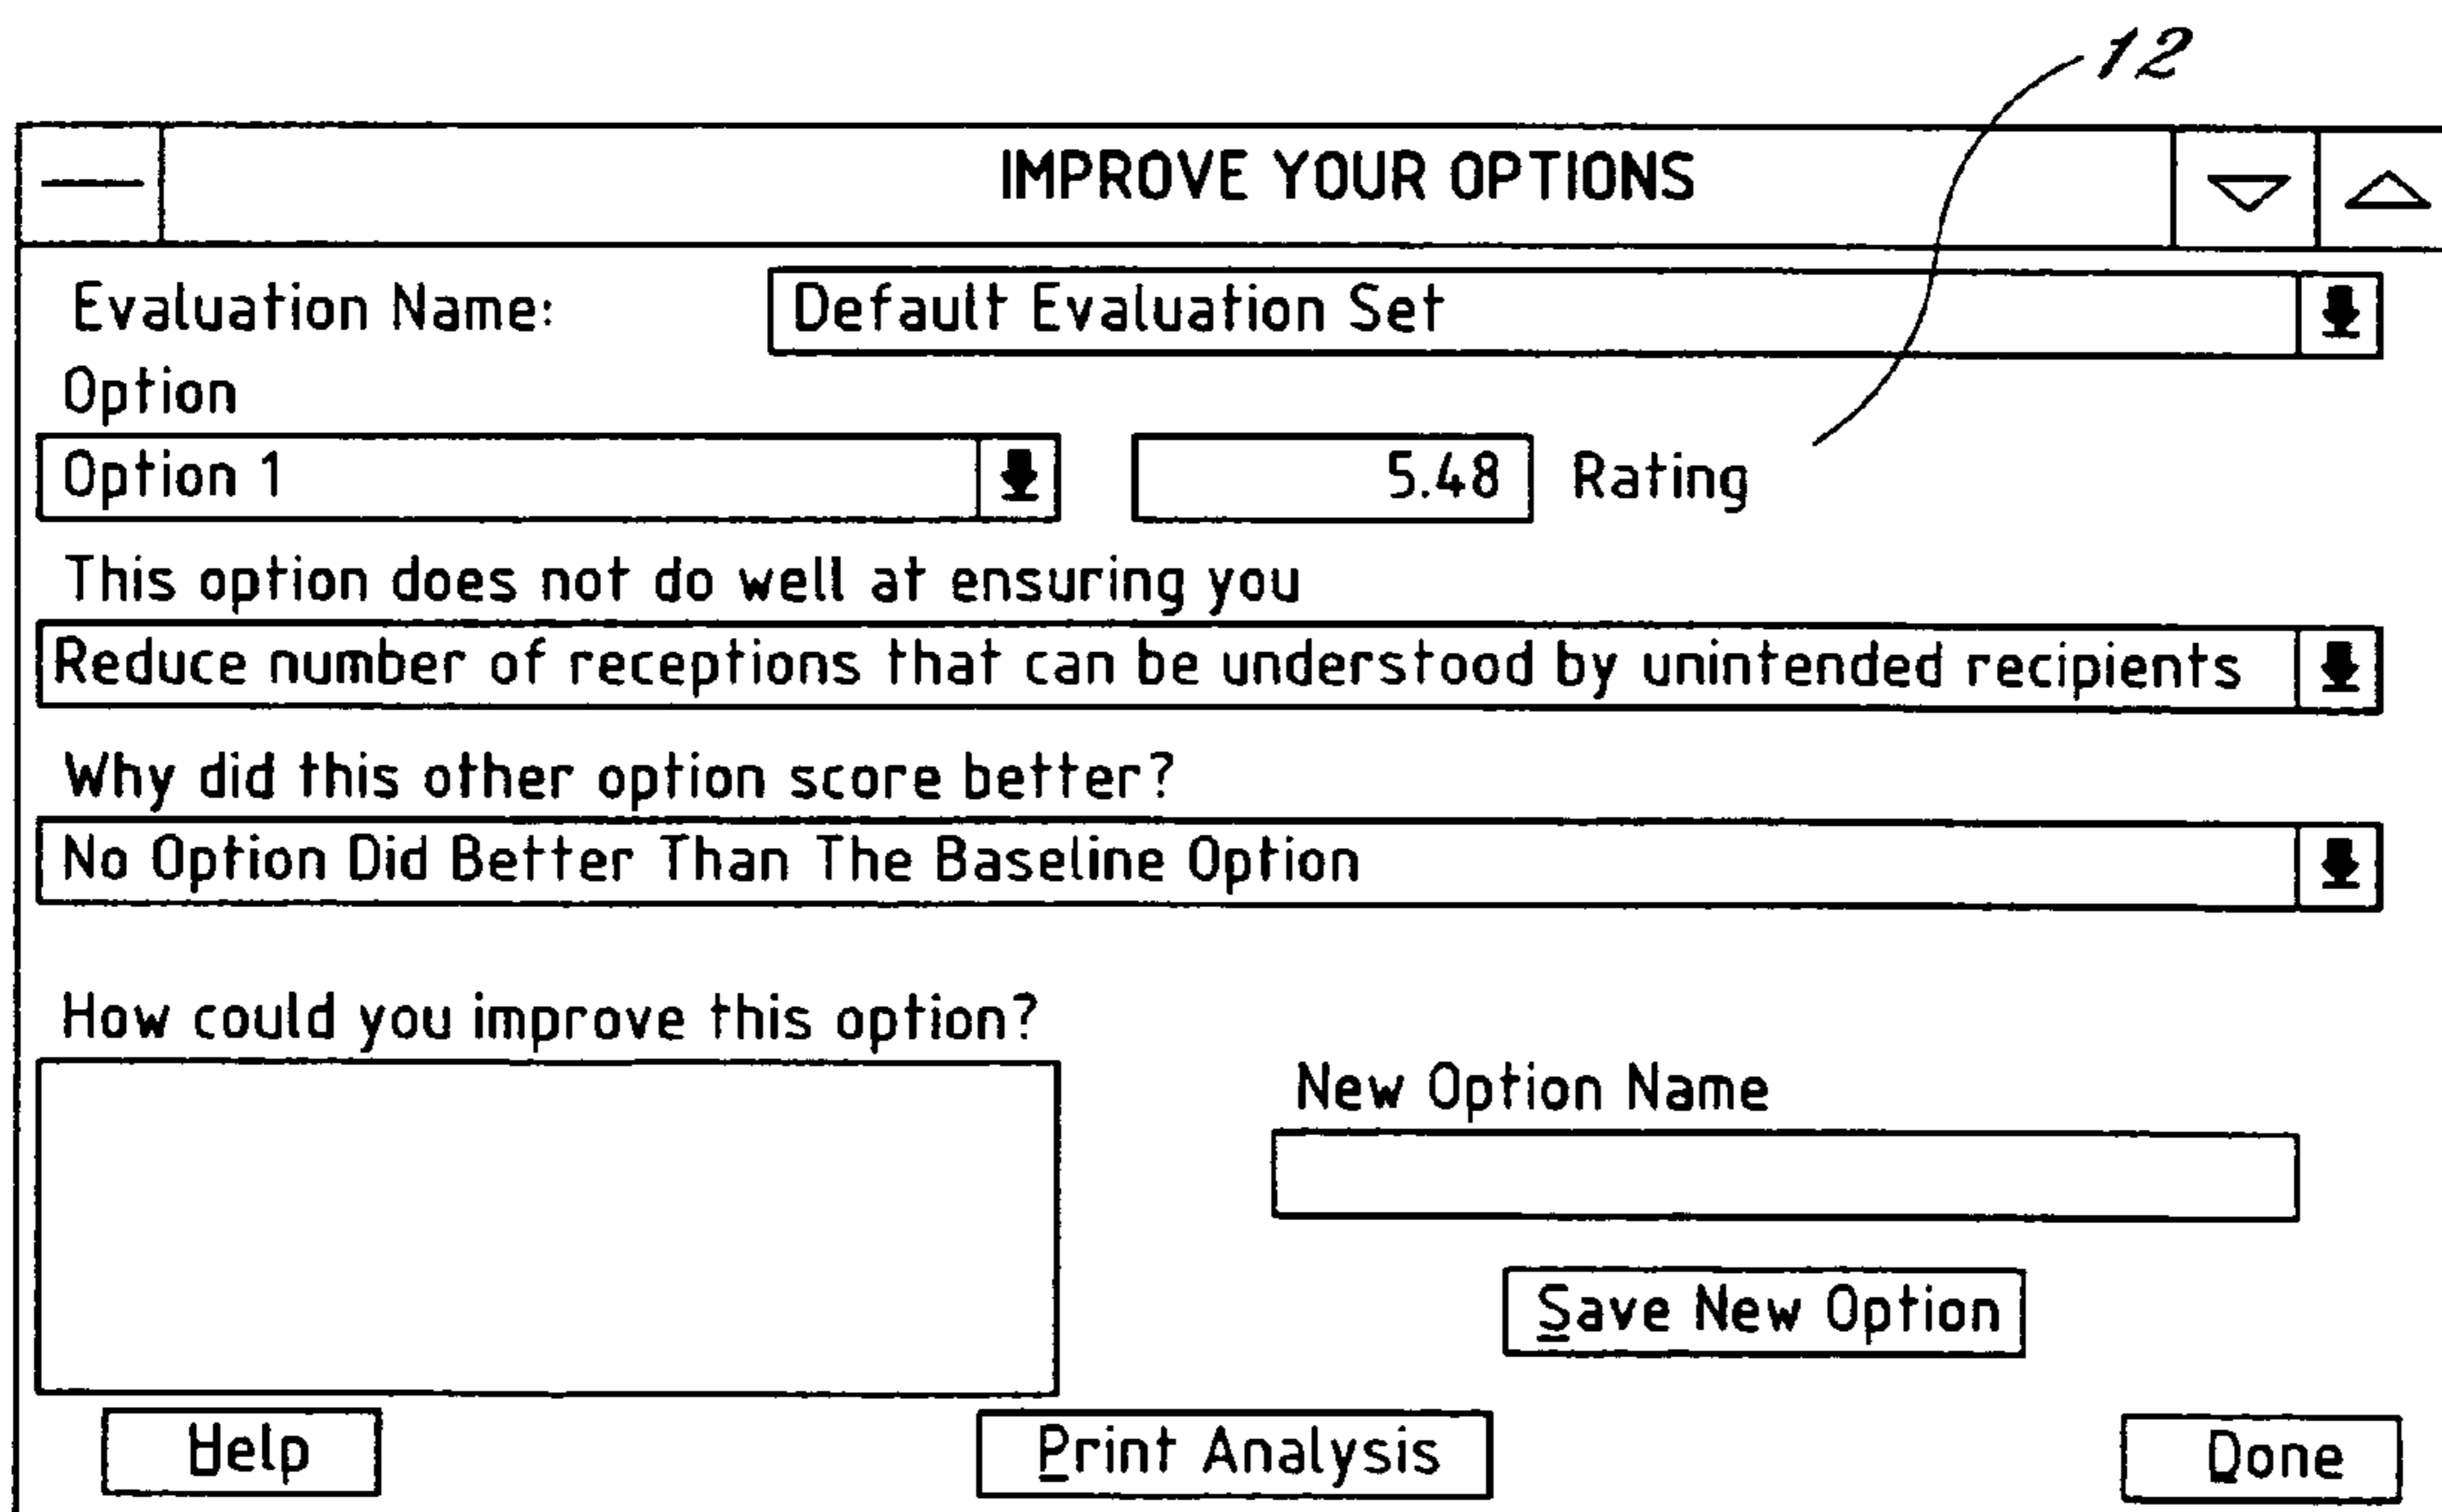 12
IMPROVE YOUR OPTIONS
Evaluation Name: Default Evaluation Set
Option
Option 1 5.48 Rating
This option does not do well at ensuring you
Reduce number of receptions that can be understood by unintended recipients
Why did this other option score better?
No Option Did Better Than The Baseline Option
How could you improve this option?
New Option Name
Save New Option
Help Print Analysis Done